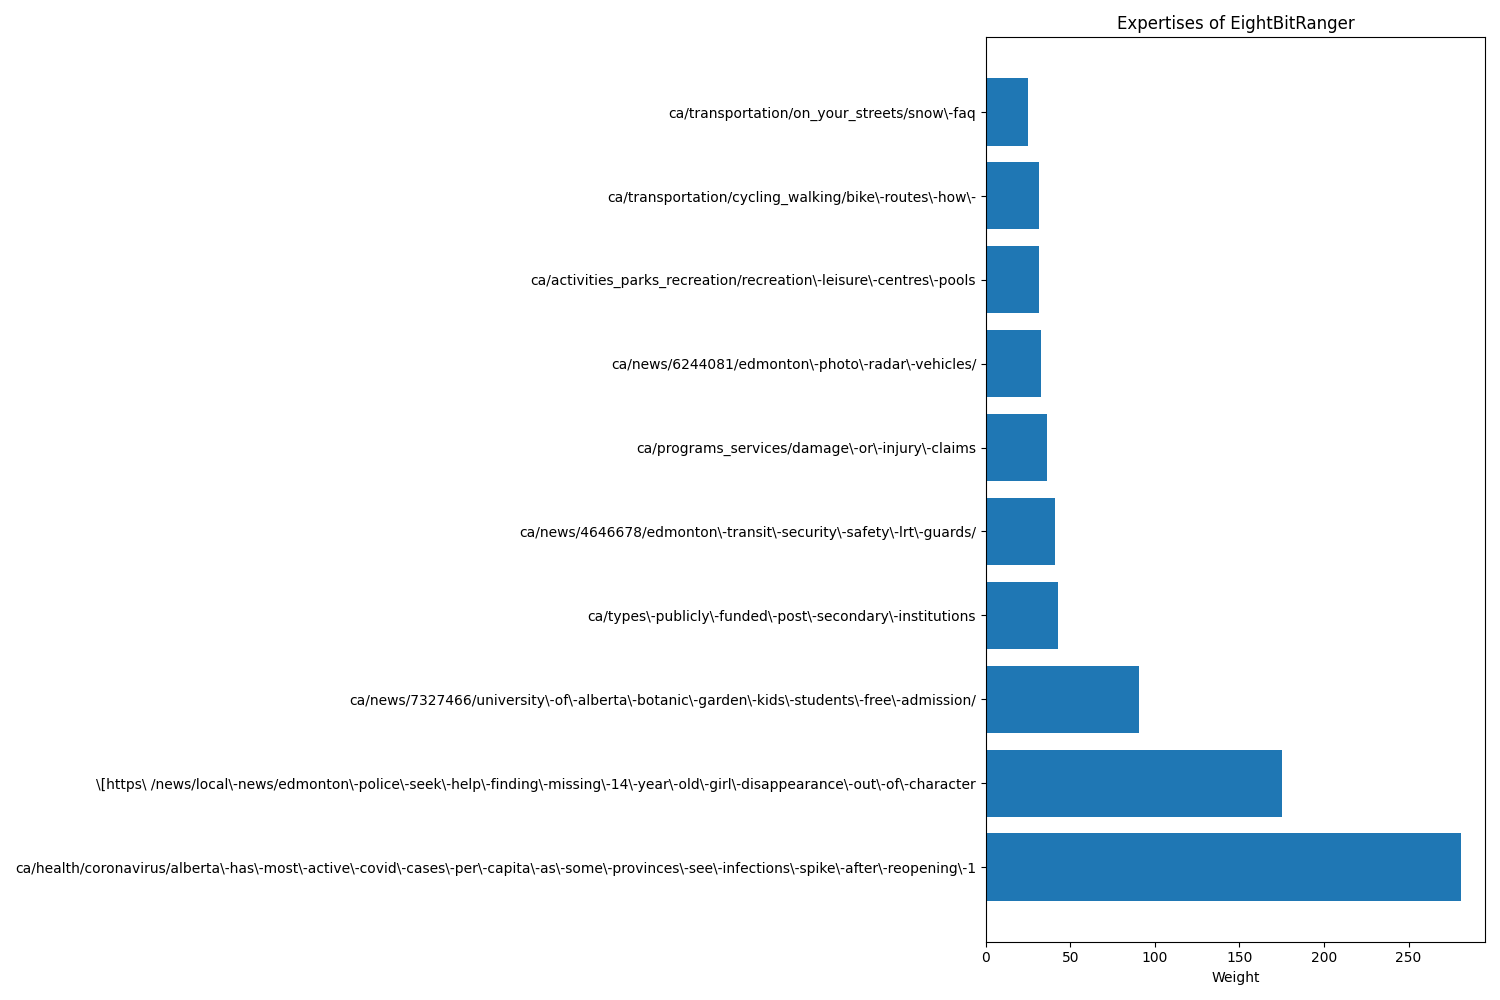 Expertises of EightBitRanger
ca/transportation/on_your_streets/snow\-faq
ca/transportation/cycling_walking/bike\-routes\-how\-
ca/activities_parks_recreation/recreation\-leisure\-centres\-pools
ca/news/6244081/edmonton\-photo\-radar\-vehicles/
ca/programs_services/damage\-or\-injury\-claims
ca/news/4646678/edmonton\-transit\-security\-safety\-lrt\-guards/
ca/types\-publicly\-funded\-post\-secondary\-institutions
ca/news/7327466/university\-of\-alberta\-botanic\-garden\-kids\-students\-free\-admission/
\[https\ /news/local\-news/edmonton\-police\-seek\-help\-finding\-missing\-14\-year\-old\-girl\-disappearance\-out\-of\-character
ca/health/coronavirus/alberta\-has\-most\-active\-covid\-cases\-per\-capita\-as\-some\-provinces\-see\-infections\-spike\-after\-reopening\-1
0 50 100 150 200 250
Weight